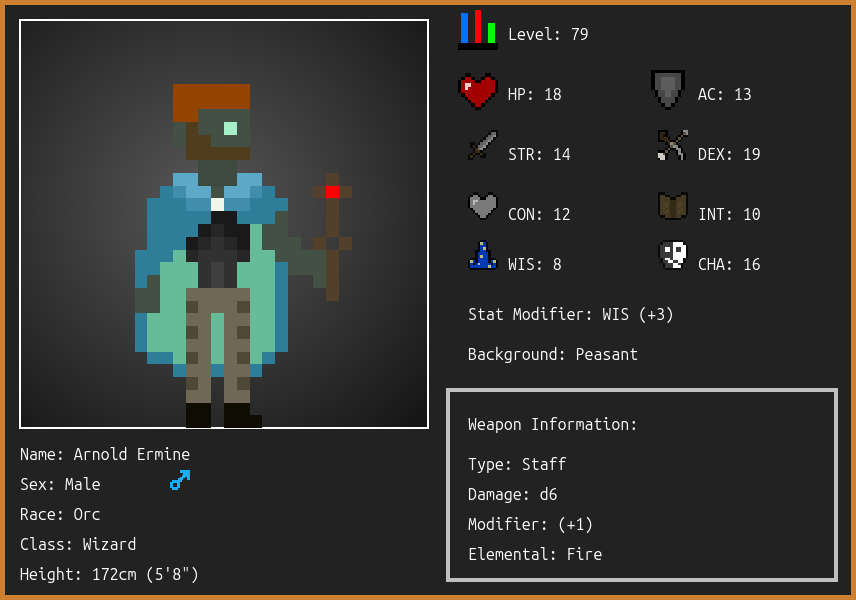 Level: 79
HP: 18
AC: 13
STR: 14
DEX: 19
CON: 12
INT: 10
WIS: 8
CHA: 16
Stat Modifier: WIS (+3)
Background: Peasant
Weapon Information:
Type: Staff
Damage: d6
Modifier: (+1)
Elemental: Fire
Name: Arnold Ermine
Sex: Male
Race: Orc
Class: Wizard
Height: 172cm (5'8")